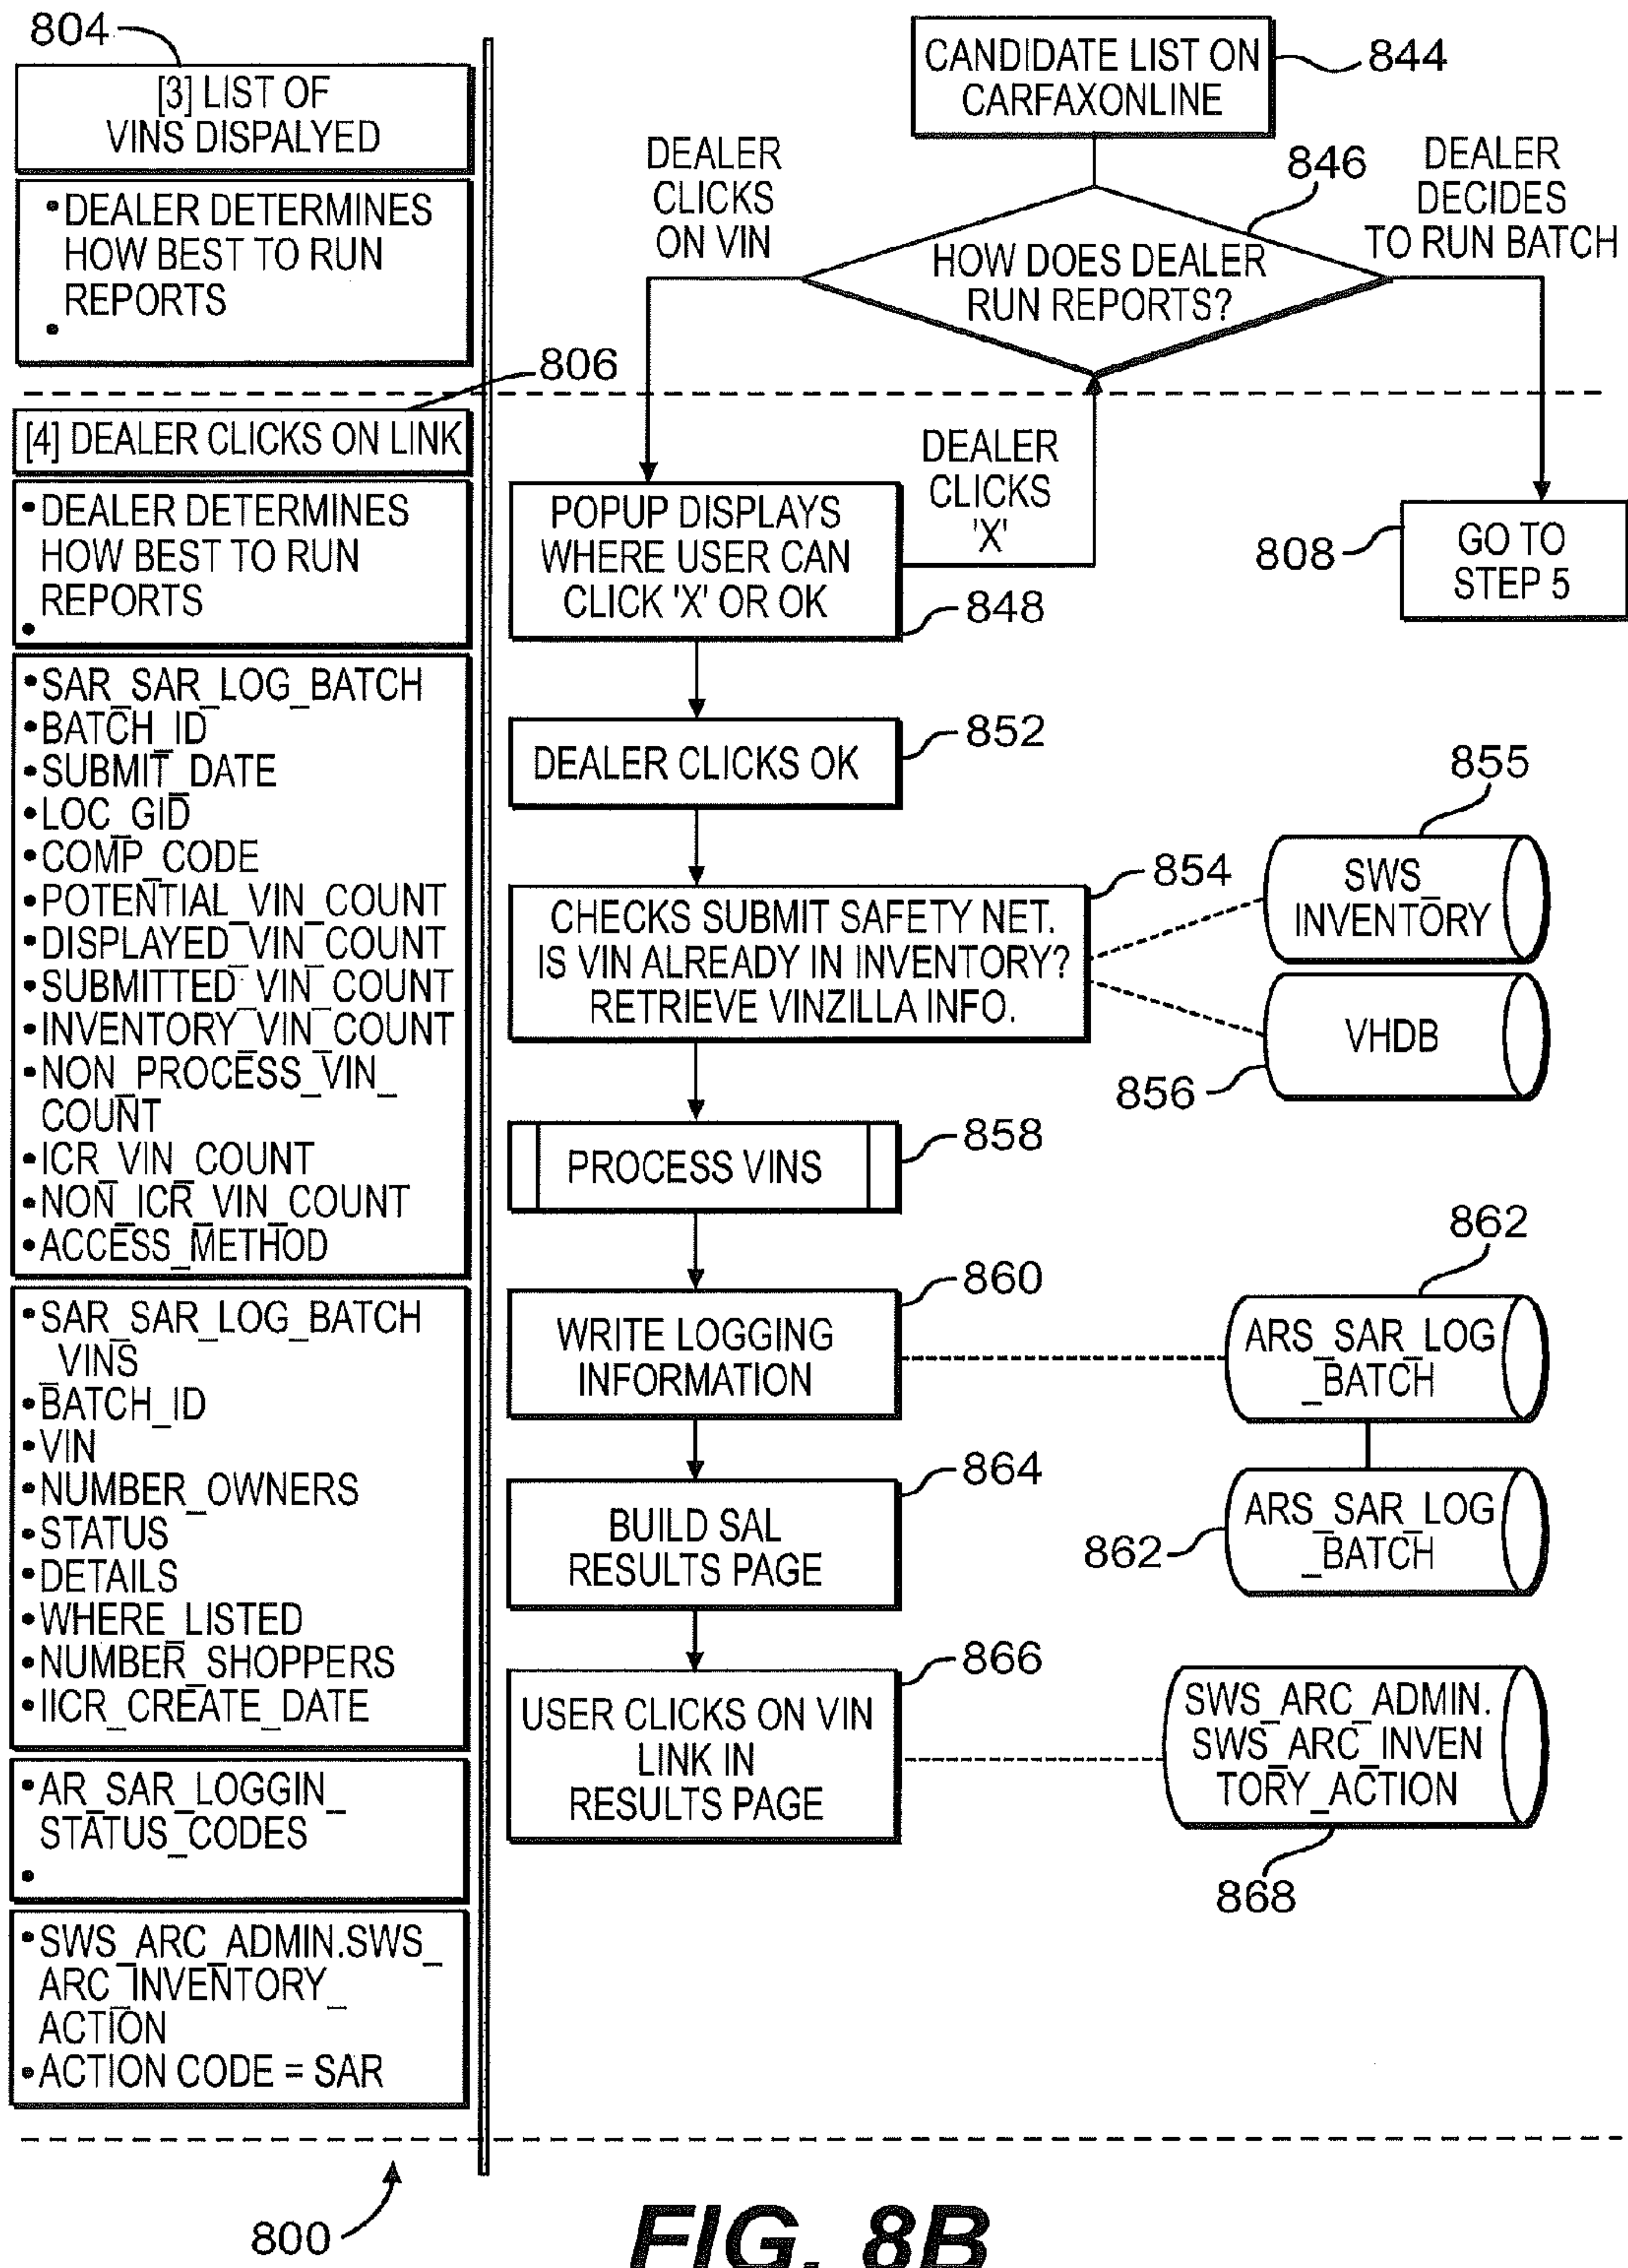 804
[3] LIST OF
VINS DISPALYED
• DEALER DETERMINES
HOW BEST TO RUN
REPORTS
•
CANDIDATE LIST ON
CARFAXONLINE
844
DEALER
CLICKS
ON VIN
846
HOW DOES DEALER
RUN REPORTS?
DEALER
DECIDES
TO RUN BATCH
806
[4] DEALER CLICKS ON LINK
• DEALER DETERMINES
HOW BEST TO RUN
REPORTS
•
• SAR_SAR_LOG_BATCH
• BATCH_ID
• SUBMIT_DATE
• LOC_GID
• COMP_CODE
• POTENTIAL_VIN_COUNT
• DISPLAYED_VIN_COUNT
• SUBMITTED_VIN_COUNT
• INVENTORY_VIN_COUNT
• NON_PROCESS_VIN_
COUNT
• ICR_VIN_COUNT
• NON_ICR_VIN_COUNT
• ACCESS_METHOD
• SAR_SAR_LOG_BATCH
_VINS
• BATCH_ID
• VIN
• NUMBER_OWNERS
• STATUS
• DETAILS
• WHERE_LISTED
• NUMBER_SHOPPERS
• IICR_CREATE_DATE
• AR_SAR_LOGGIN_
STATUS_CODES
•
• SWS_ARC_ADMIN.SWS_
ARC_INVENTORY_
ACTION
• ACTION CODE = SAR
POPUP DISPLAYS
WHERE USER CAN
CLICK 'X' OR OK
848
DEALER
CLICKS
'X'
808
GO TO
STEP 5
DEALER CLICKS OK
852
CHECKS SUBMIT SAFETY NET.
IS VIN ALREADY IN INVENTORY?
RETRIEVE VINZILLA INFO.
854
855
SWS_
INVENTORY
VHDB
856
PROCESS VINS
858
WRITE LOGGING
INFORMATION
860
862
ARS_SAR_LOG
_BATCH
BUILD SAL
RESULTS PAGE
864
862
ARS_SAR_LOG
_BATCH
USER CLICKS ON VIN
LINK IN
RESULTS PAGE
866
SWS_ARC_ADMIN.
SWS_ARC_INVEN
TORY_ACTION
868
800
FIG. 8B